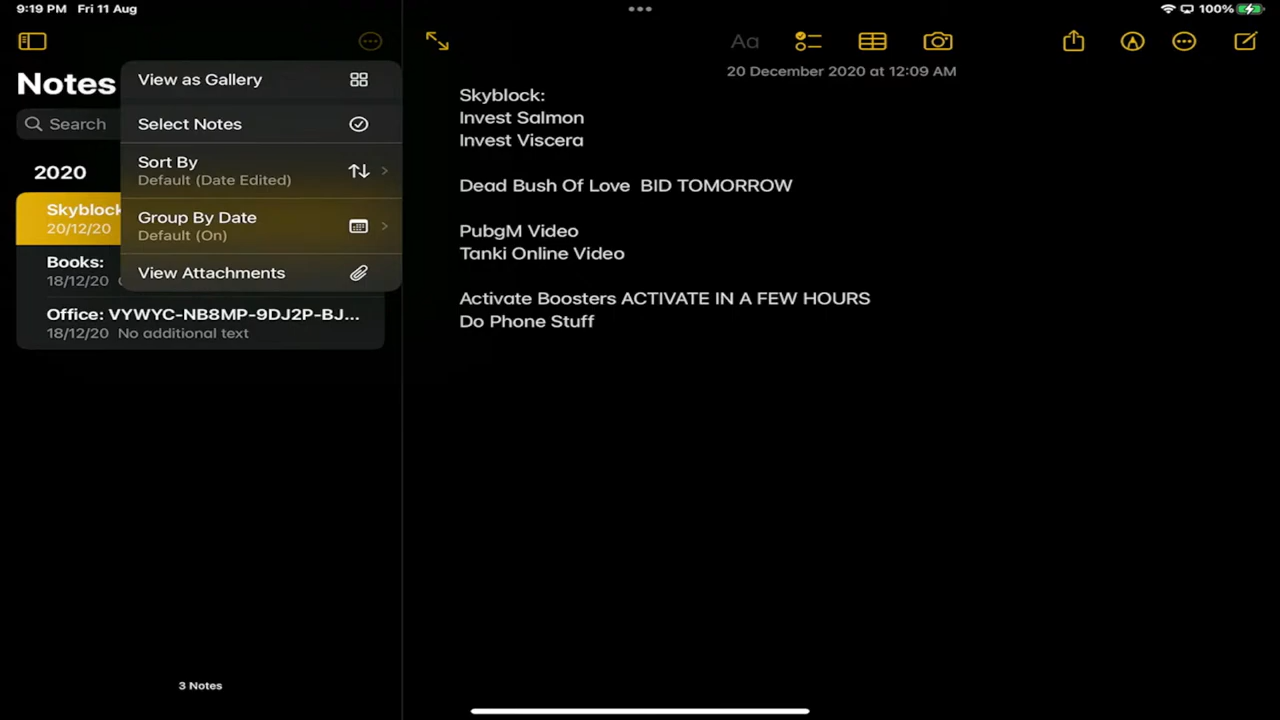 9:19 PM Fri 11 Aug
100%
Notes
View as Gallery
Search
Select Notes
Sort By
Default (Date Edited)
2020
Group By Date
Default (On)
Skyblock
20/12/20
View Attachments
Books:
18/12/20
Office: VYWYC-NB8MP-9DJ2P-BJ...
18/12/20 No additional text
3 Notes
Aa
20 December 2020 at 12:09 AM
Skyblock:
Invest Salmon
Invest Viscera
Dead Bush Of Love BID TOMORROW
PubgM Video
Tanki Online Video
Activate Boosters ACTIVATE IN A FEW HOURS
Do Phone Stuff